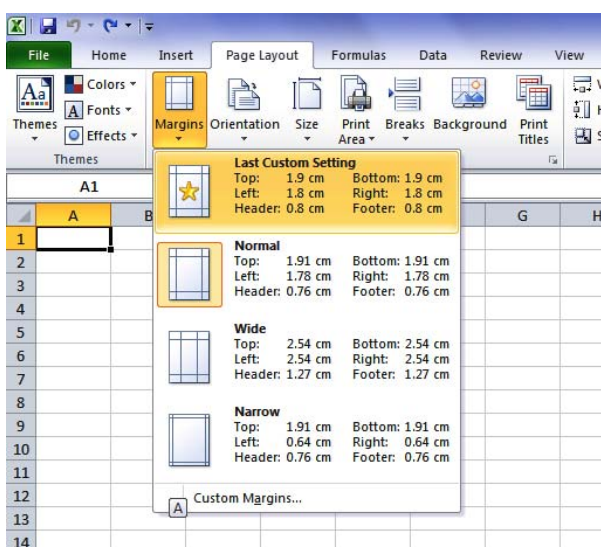 File Home Insert Page Layout Formulas Data Review View
Aa Colors
A Fonts
Effects
Themes Margins Orientation Size Print Area Breaks Background Print Titles
Themes
A1
A B G H
Last Custom Setting
Top: 1.9 cm Bottom: 1.9 cm
Left: 1.8 cm Right: 1.8 cm
Header: 0.8 cm Footer: 0.8 cm
Normal
Top: 1.91 cm Bottom: 1.91 cm
Left: 1.78 cm Right: 1.78 cm
Header: 0.76 cm Footer: 0.76 cm
Wide
Top: 2.54 cm Bottom: 2.54 cm
Left: 2.54 cm Right: 2.54 cm
Header: 1.27 cm Footer: 1.27 cm
Narrow
Top: 1.91 cm Bottom: 1.91 cm
Left: 0.64 cm Right: 0.64 cm
Header: 0.76 cm Footer: 0.76 cm
A Custom Margins...
1
2
3
4
5
6
7
8
9
10
11
12
13
14